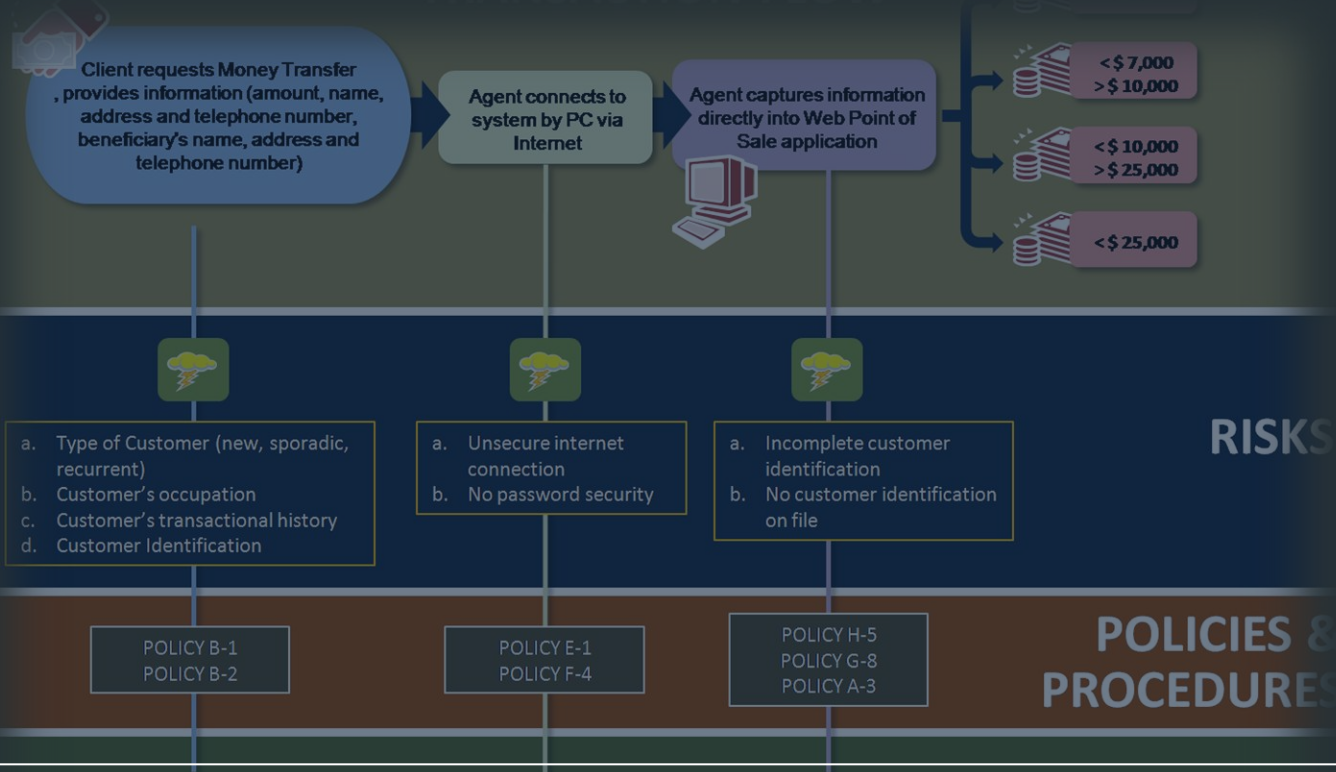 Client requests Money Transfer
, provides information (amount, name,
address and telephone number,
beneficiary's name, address and
telephone number)
Agent connects to
system by PC via
Internet
Agent captures information
directly into Web Point of
Sale application
< $ 7,000
> $ 10,000
< $ 10,000
> $ 25,000
< $ 25,000
RISKS
a. Type of Customer (new, sporadic,
recurrent)
b. Customer's occupation
c. Customer's transactional history
d. Customer Identification
a. Unsecure internet
connection
b. No password security
a. Incomplete customer
identification
b. No customer identification
on file
POLICIES &
PROCEDURES
POLICY B-1
POLICY B-2
POLICY E-1
POLICY F-4
POLICY H-5
POLICY G-8
POLICY A-3